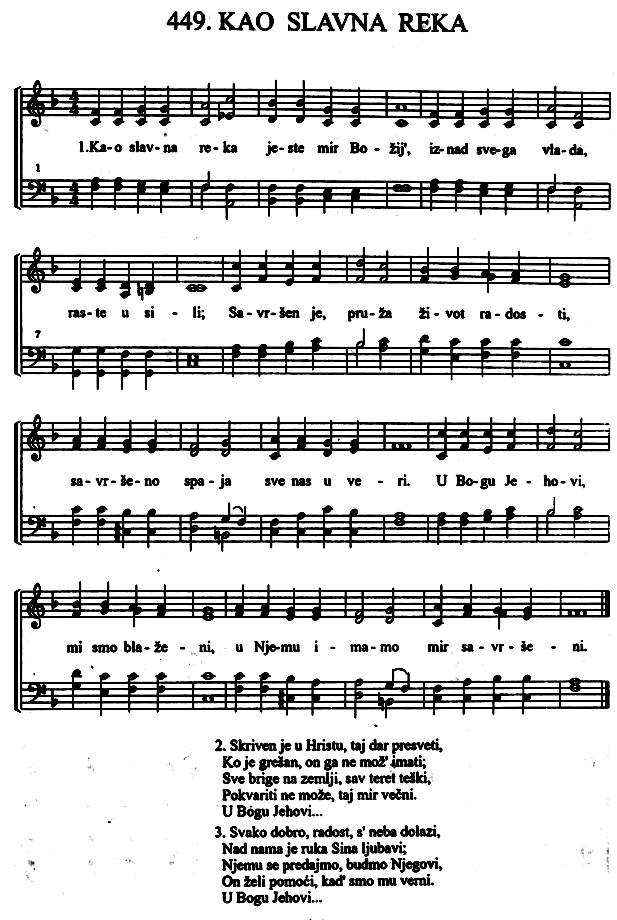 449. KAO SLAVNA REKA
1.Ka-o slav-na re-ka je-ste mir Bo-žij', iz-nad sve-ga vla-da,
1
ras-te u si-li; Sa-vr-šen je, pru-ža ži-vot ra-dos-ti,
7
sa-vr-še-no spa-ja sve nas u ve-ri. U Bo-gu Je-ho-vi,
mi smo bla-že-ni, u Nje-mu i-ma-mo mir sa-vr-še-ni.
2. Skriven je u Hristu, taj dar presveti,
Ko je grešan, on ga ne mož' imati;
Sve brige na zemlji, sav teret teški,
Pokvariti ne može, taj mir večni.
U Bogu Jehovi...
3. Svako dobro, radost, s' neba dolazi,
Nad nama je ruka Sina ljubavi;
Njemu se predajmo, budmo Njegovi,
On želi pomoći, kad' smo mu verni.
U Bogu Jehovi...